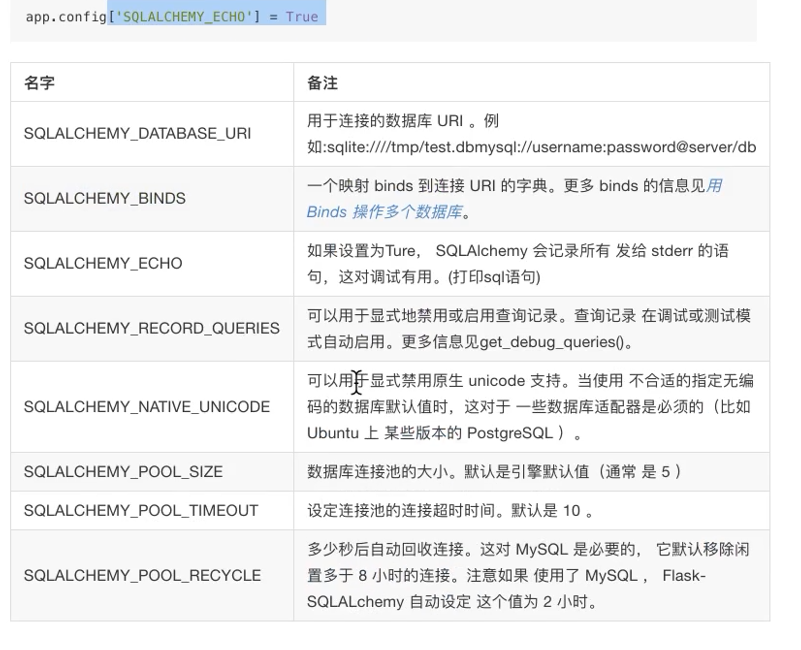 app.config['SQLALCHEMY_ECHO'] = True
名字 备注
SQLALCHEMY_DATABASE_URI
用于连接的数据库 URI 。例
如:sqlite:////tmp/test.dbmysql://username:password@server/db
SQLALCHEMY_BINDS
一个映射 binds 到连接 URI 的字典。更多 binds 的信息见用
Binds 操作多个数据库。
SQLALCHEMY_ECHO
如果设置为Ture， SQLAlchemy 会记录所有 发给 stderr 的语
句，这对调试有用。(打印sql语句)
SQLALCHEMY_RECORD_QUERIES
可以用于显式地禁用或启用查询记录。查询记录 在调试或测试模
式自动启用。更多信息见get_debug_queries()。
SQLALCHEMY_NATIVE_UNICODE
可以用于显式禁用原生 unicode 支持。当使用 不合适的指定无编
码的数据库默认值时，这对于 一些数据库适配器是必须的（比如
Ubuntu 上 某些版本的 PostgreSQL ）。
SQLALCHEMY_POOL_SIZE
数据库连接池的大小。默认是引擎默认值（通常 是 5 ）
SQLALCHEMY_POOL_TIMEOUT
设定连接池的连接超时时间。默认是 10 。
SQLALCHEMY_POOL_RECYCLE
多少秒后自动回收连接。这对 MySQL 是必要的， 它默认移除闲
置多于 8 小时的连接。注意如果 使用了 MySQL ， Flask-
SQLALchemy 自动设定 这个值为 2 小时。